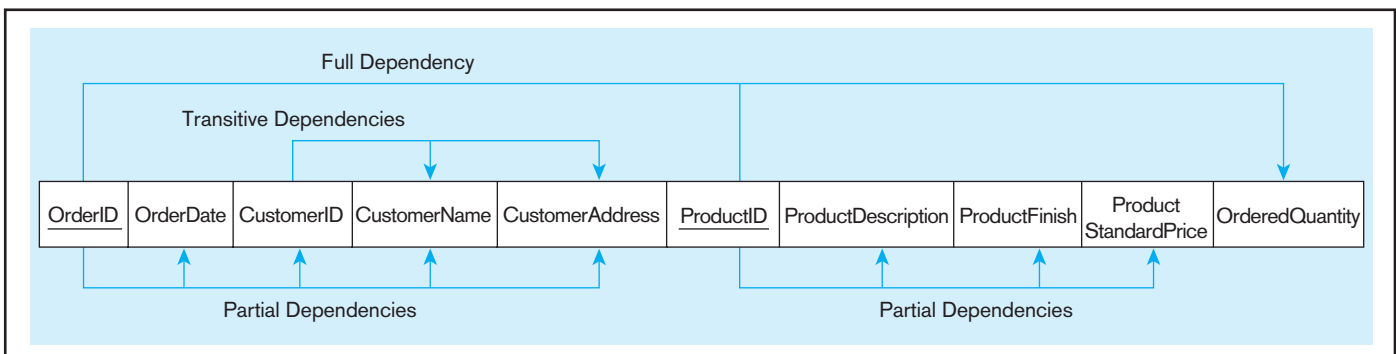 Full Dependency
Transitive Dependencies
OrderID OrderDate CustomerID CustomerName CustomerAddress ProductID ProductDescription ProductFinish Product StandardPrice OrderedQuantity
Partial Dependencies Partial Dependencies